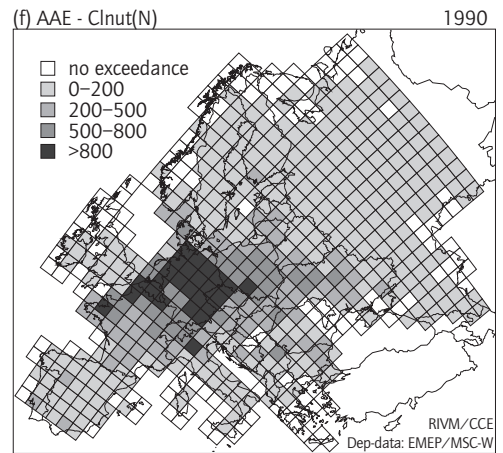 (f) AAE - Clnut(N) 1990
no exceedance
0–200
200–500
500–800
>800
RIVM/CCE
Dep-data: EMEP/MSC-W